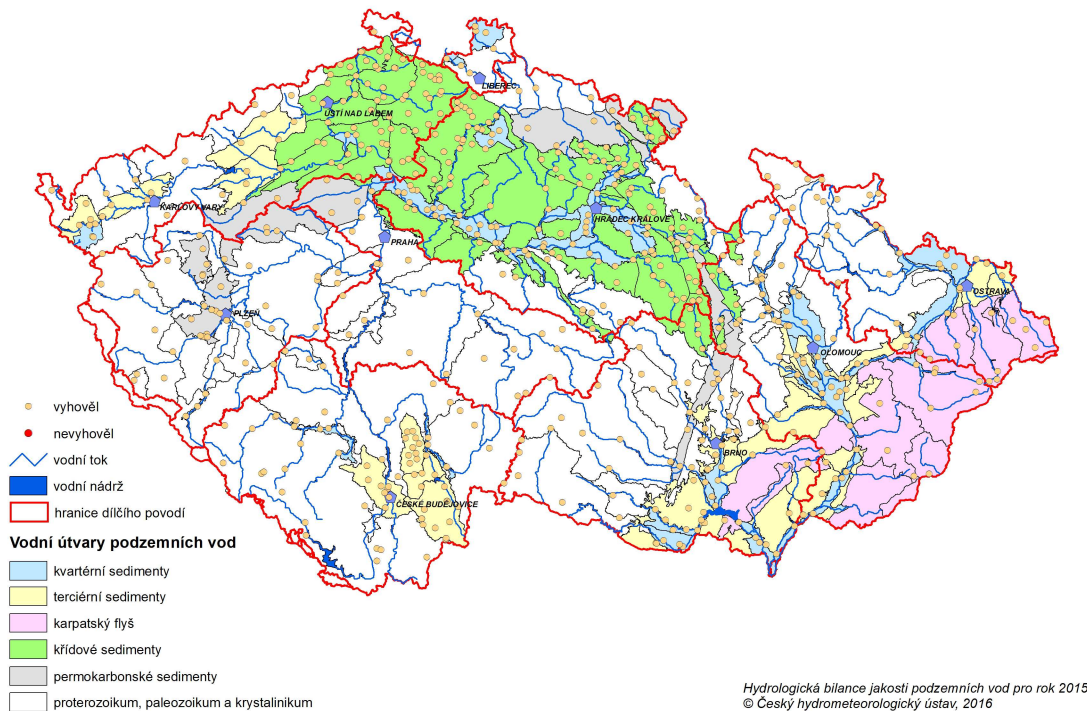 LIBEREC
ÚSTÍ NAD LABEM
KARLOVY VARY
HRADEC KRÁLOVÉ
PRAHA
OSTRAVA
PLZEŇ
OLOMOUC
BRNO
ČESKÉ BUDĚJOVICE
vyhověl
nevyhověl
vodní tok
vodní nádrž
hranice dílčího povodí
Vodní útvary podzemních vod
kvartérní sedimenty
terciérní sedimenty
karpatský flyš
křídové sedimenty
permokarbonské sedimenty
proterozoikum, paleozoikum a krystalinikum
Hydrologická bilance jakosti podzemních vod pro rok 2015
© Český hydrometeorologický ústav, 2016